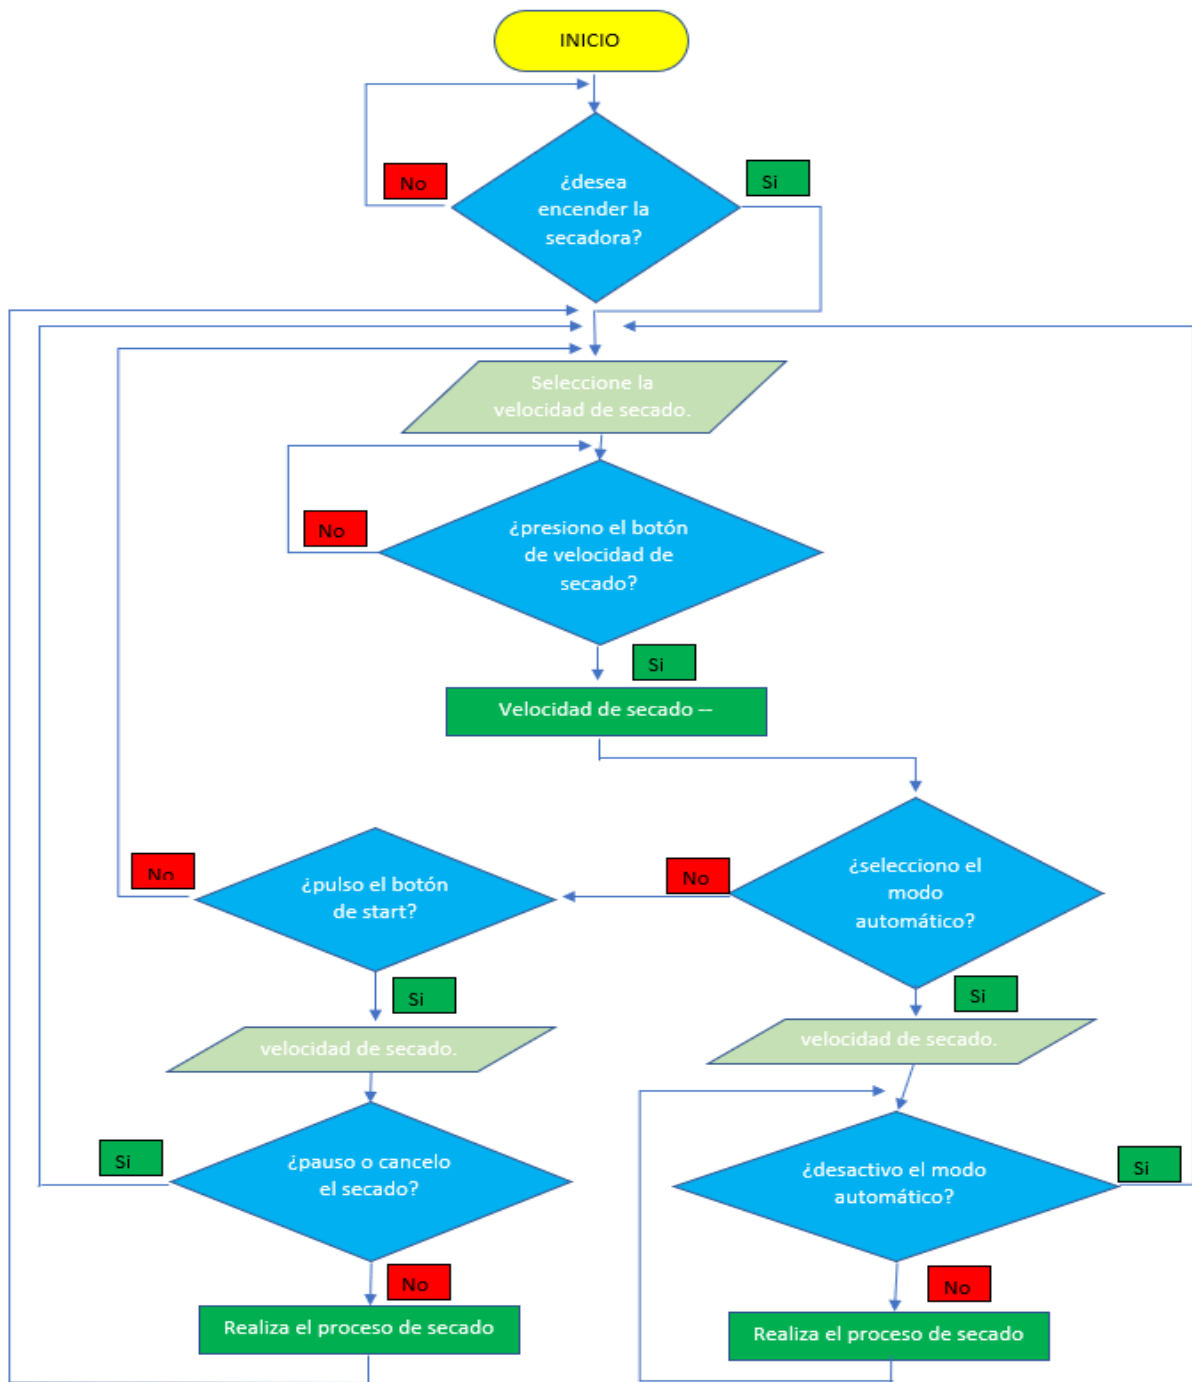 INICIO
No
Si
¿desea
encender la
secadora?
Seleccione la
velocidad de secado.
No
¿presiono el botón
de velocidad de
secado?
Si
Velocidad de secado --
No
¿pulso el botón
de start?
No
¿selecciono el
modo
automático?
Si
Si
velocidad de secado.
velocidad de secado.
Si
¿pauso o cancelo
el secado?
¿desactivo el modo
automático?
Si
No
No
Realiza el proceso de secado
Realiza el proceso de secado